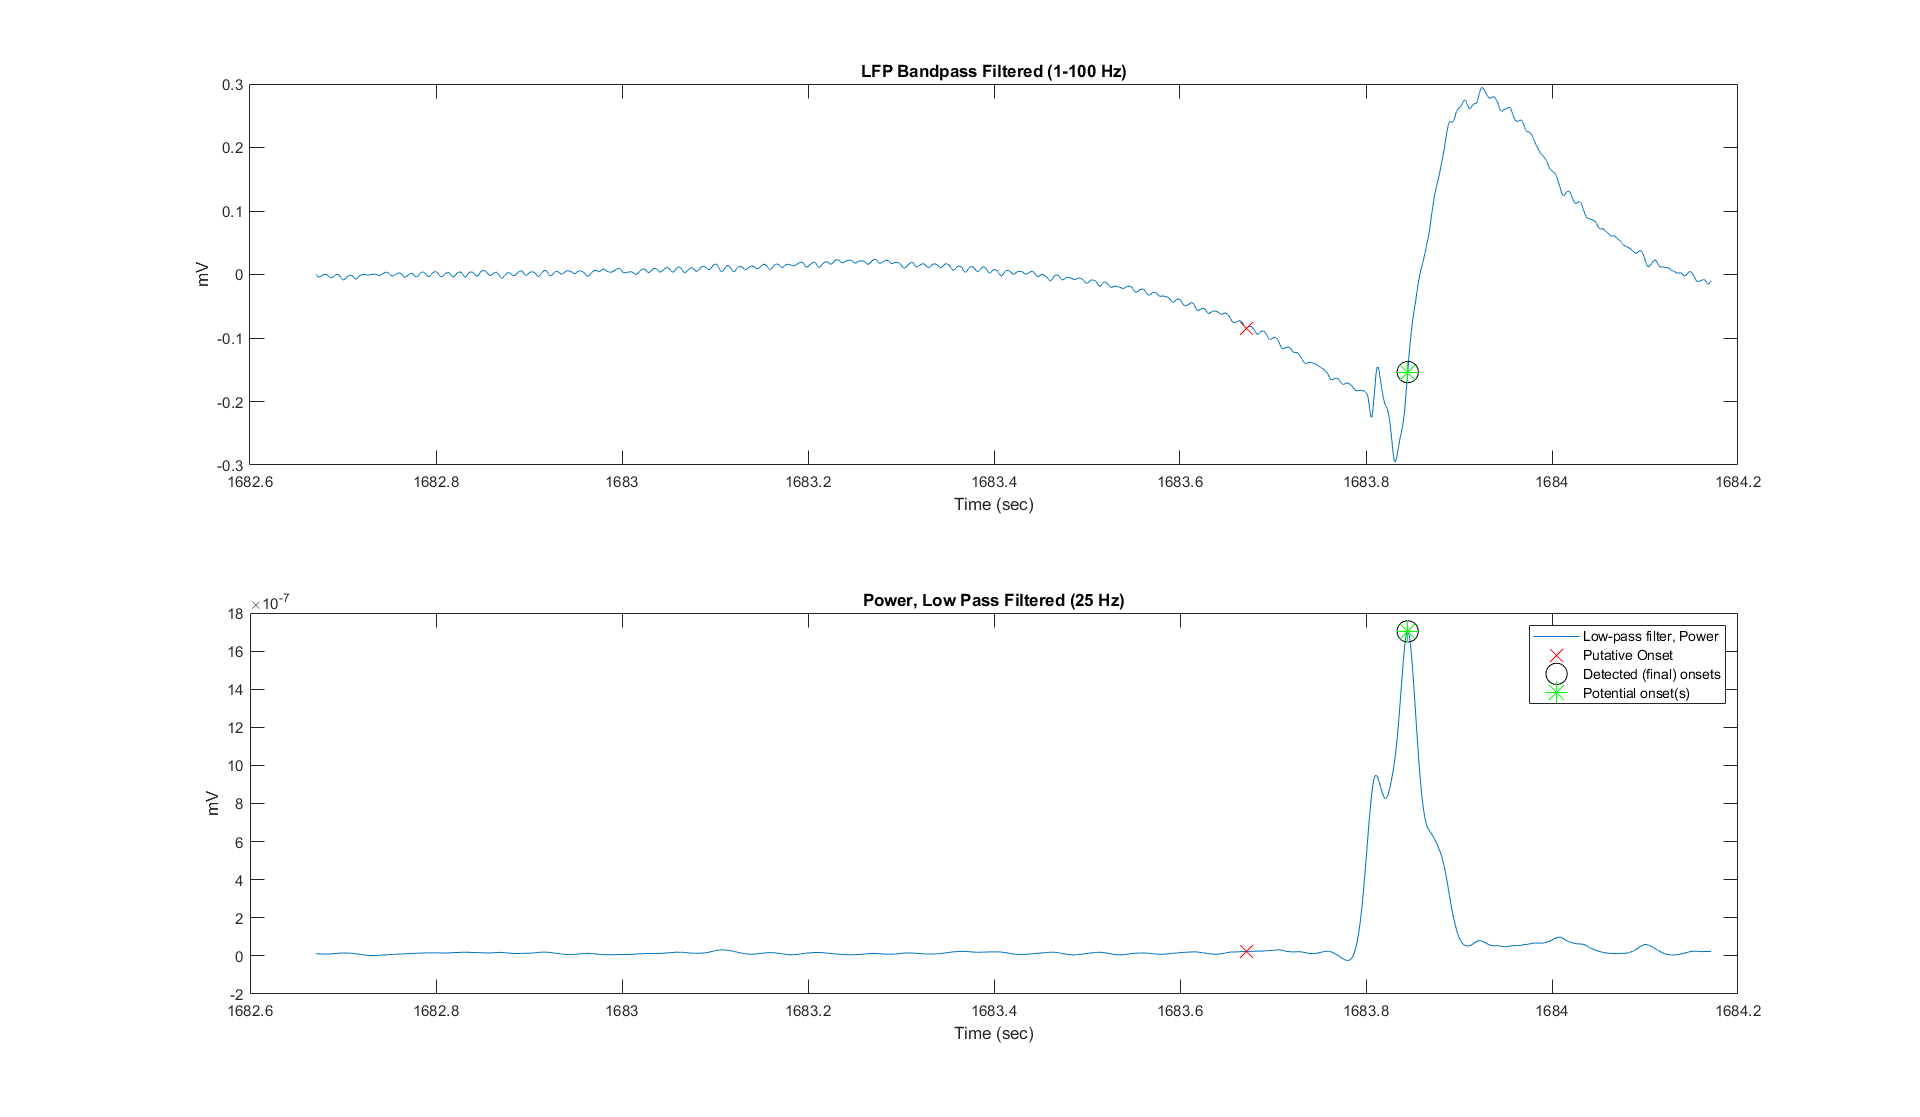 LFP Bandpass Filtered (1-100 Hz)
0.3
0.2
0.1
0
-0.1
-0.2
-0.3
mV
1682.6 1682.8 1683 1683.2 1683.4 1683.6 1683.8 1684 1684.2
Time (sec)
Power, Low Pass Filtered (25 Hz)
×10-7
18
16
14
12
10
8
6
4
2
0
-2
mV
Low-pass filter, Power
Putative Onset
Detected (final) onsets
Potential onset(s)
1682.6 1682.8 1683 1683.2 1683.4 1683.6 1683.8 1684 1684.2
Time (sec)